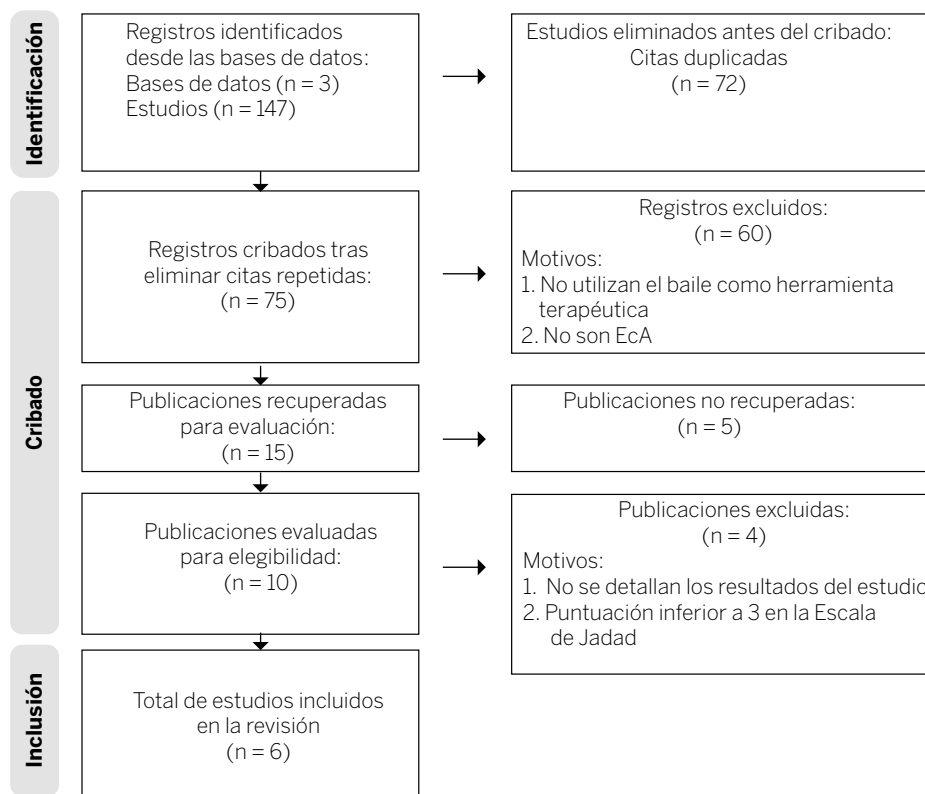 Identificación
Registros identificados
desde las bases de datos:
Bases de datos (n = 3)
Estudios (n = 147)
Estudios eliminados antes del cribado:
Citas duplicadas
(n = 72)
Cribado
Registros cribados tras
eliminar citas repetidas:
(n = 75)
Registros excluidos:
(n = 60)
Motivos:
1. No utilizan el baile como herramienta
terapéutica
2. No son EcA
Publicaciones recuperadas
para evaluación:
(n = 15)
Publicaciones no recuperadas:
(n = 5)
Publicaciones evaluadas
para elegibilidad:
(n = 10)
Publicaciones excluidas:
(n = 4)
Motivos:
1. No se detallan los resultados del estudio
2. Puntuación inferior a 3 en la Escala
de Jadad
Inclusión
Total de estudios incluidos
en la revisión
(n = 6)